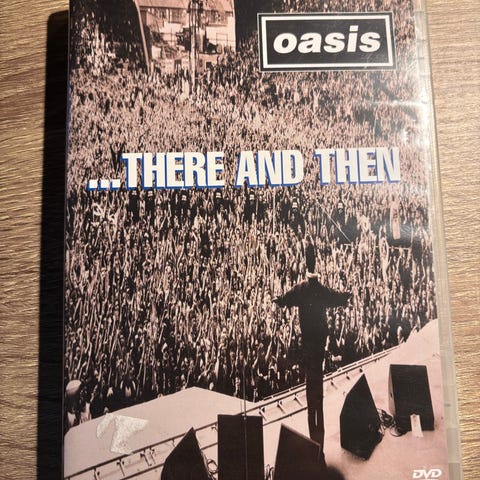 oasis
...THERE AND THEN
DVD